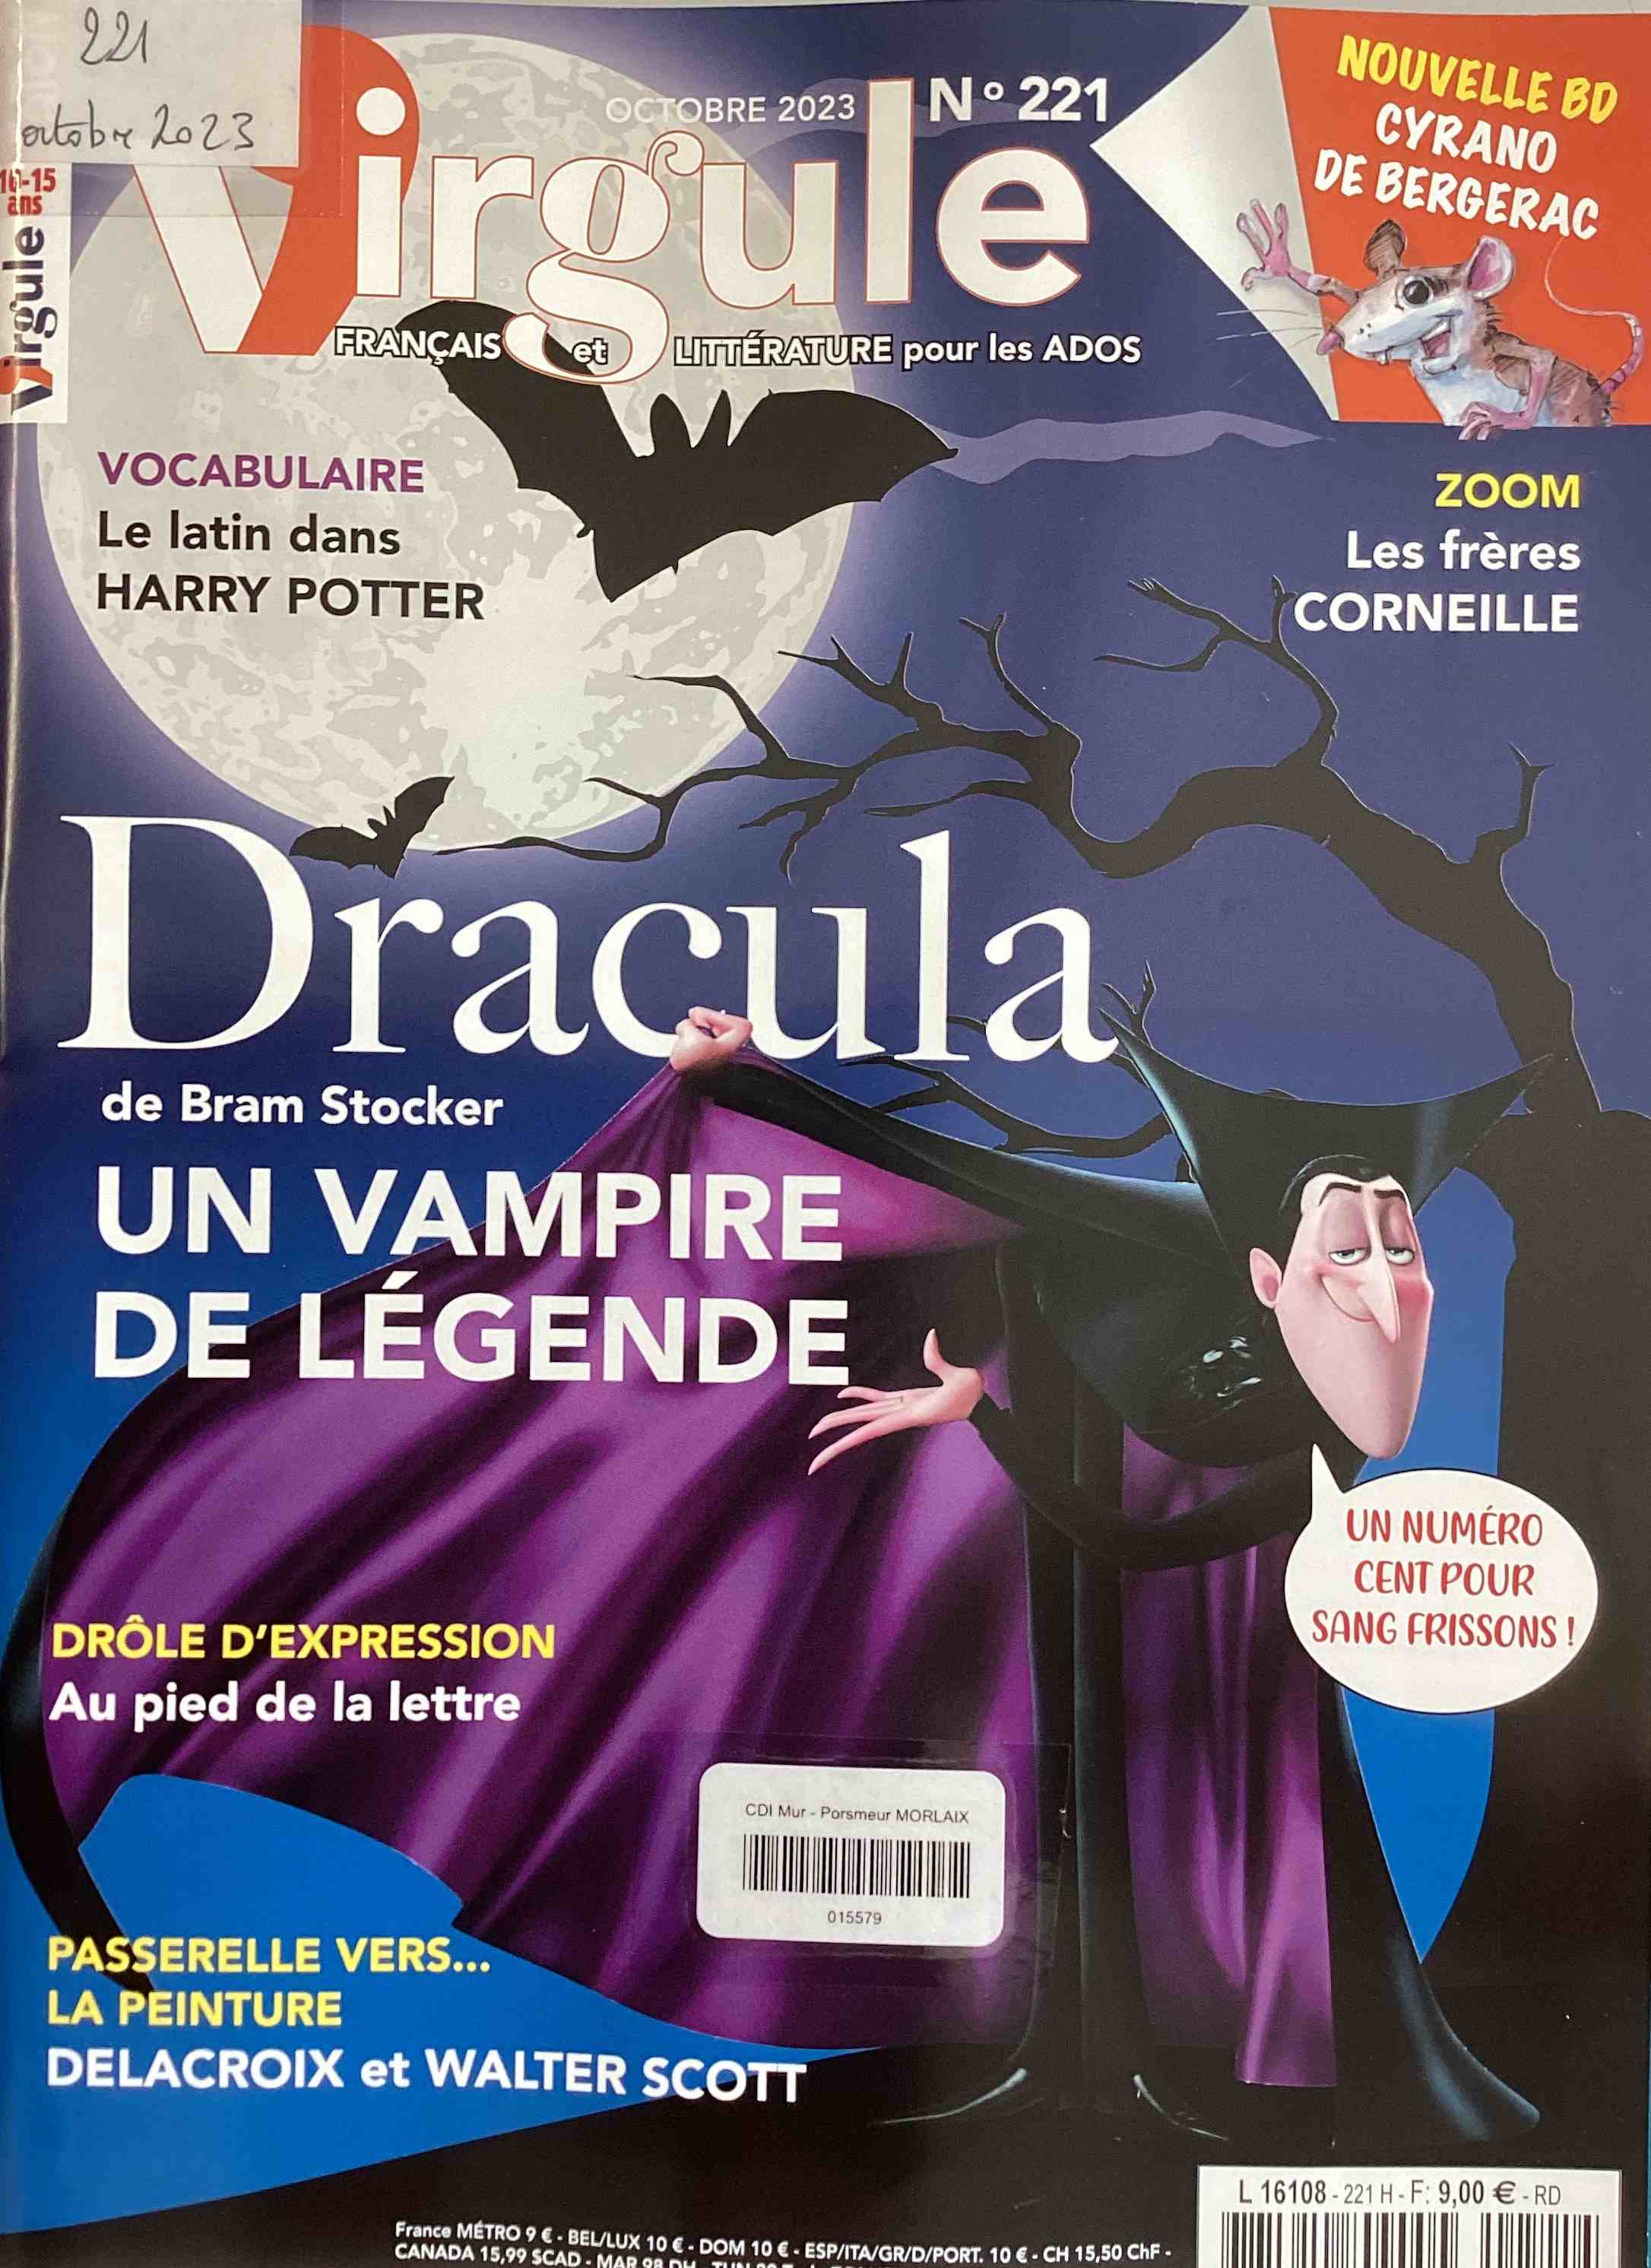 221
octobre 2023
10-15
ans
Virgule
OCTOBRE 2023
N° 221
Virgule
FRANÇAIS et LITTÉRATURE pour les ADOS
NOUVELLE BD
CYRANO
DE BERGERAC
VOCABULAIRE
Le latin dans
HARRY POTTER
ZOOM
Les frères
CORNEILLE
Dracula
de Bram Stocker
UN VAMPIRE
DE LÉGENDE
UN NUMÉRO
CENT POUR
SANG FRISSONS !
DRÔLE D'EXPRESSION
Au pied de la lettre
CDI Mur - Porsmeur MORLAIX
015579
PASSERELLE VERS...
LA PEINTURE
DELACROIX et WALTER SCOTT
L 16108 - 221 H - F: 9,00 € - RD
France MÉTRO 9 € - BEL/LUX 10 € - DOM 10 € - ESP/ITA/GR/D/PORT. 10 € - CH 15,50 ChF -
CANADA 15,99 $CAD - MAR 98 DH